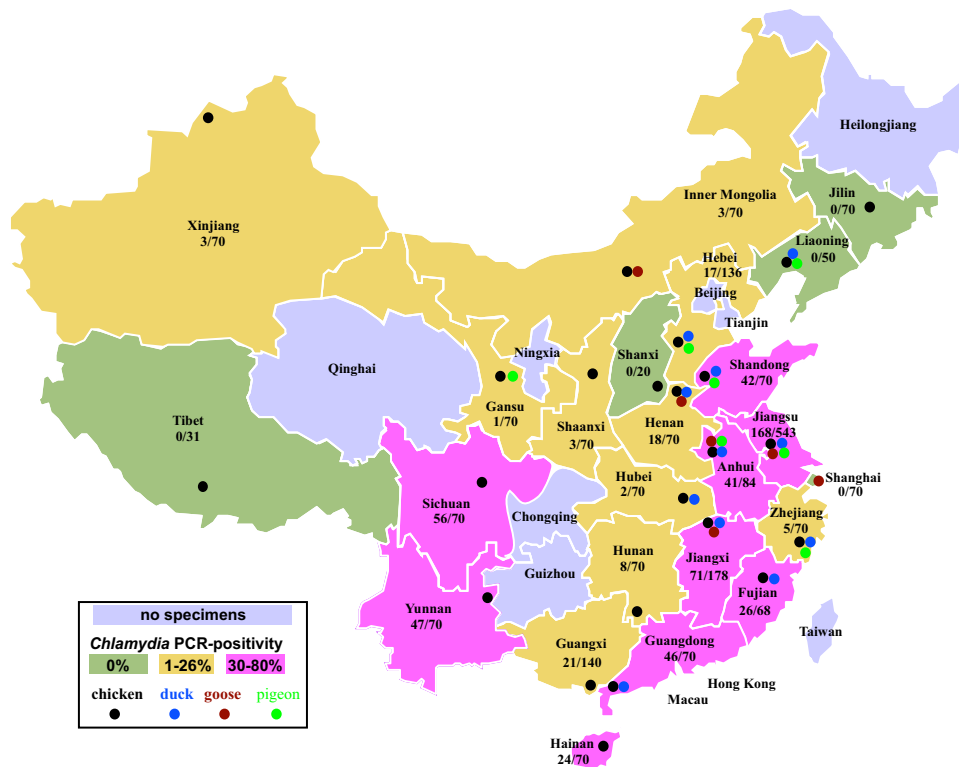 Heilongjiang
Jilin
0/70
Inner Mongolia
3/70
Xinjiang
3/70
Liaoning
0/50
Hebei
17/136
Beijing
Tianjin
Ningxia
Shanxi
0/20
Shandong
42/70
Qinghai
Gansu
1/70
Shaanxi
3/70
Henan
18/70
Jiangsu
168/543
Tibet
0/31
Anhui
41/84
Shanghai
0/70
Hubei
2/70
Sichuan
56/70
Chongqing
Zhejiang
5/70
Hunan
8/70
Jiangxi
71/178
Guizhou
Fujian
26/68
Yunnan
47/70
Taiwan
Guangxi
21/140
Guangdong
46/70
Hong Kong
Macau
Hainan
24/70
no specimens
Chlamydia PCR-positivity
0% 1-26% 30-80%
chicken duck goose pigeon